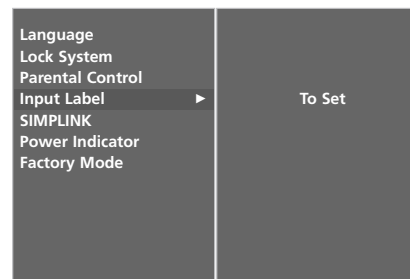 Language
Lock System
Parental Control
Input Label ► To Set
SIMPLINK
Power Indicator
Factory Mode